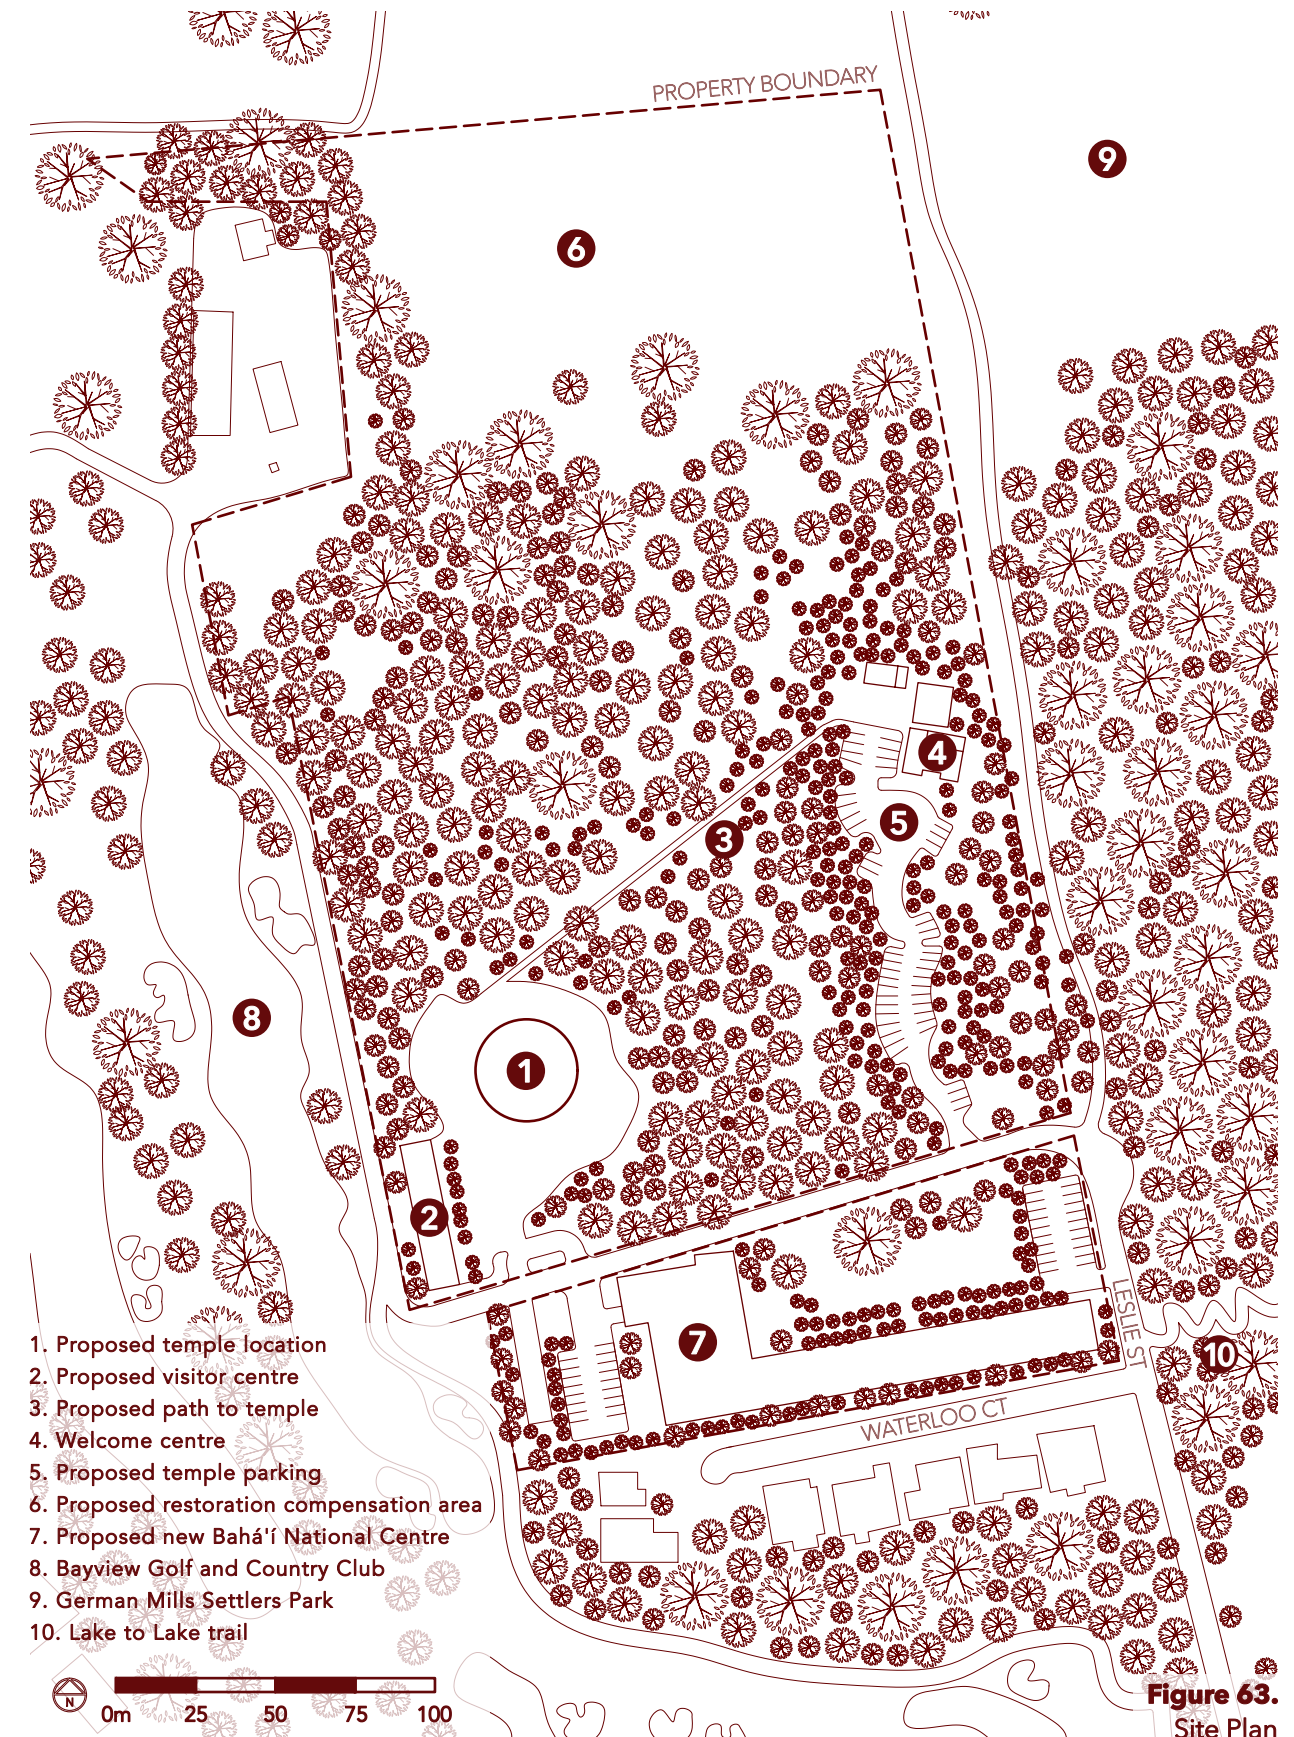 PROPERTY BOUNDARY
9
6
4
5
3
8
1
2
7
LESLIE ST
10
WATERLOO CT
1. Proposed temple location
2. Proposed visitor centre
3. Proposed path to temple
4. Welcome centre
5. Proposed temple parking
6. Proposed restoration compensation area
7. Proposed new Bahá'í National Centre
8. Bayview Golf and Country Club
9. German Mills Settlers Park
10. Lake to Lake trail
N
0m 25 50 75 100
Figure 63.
Site Plan